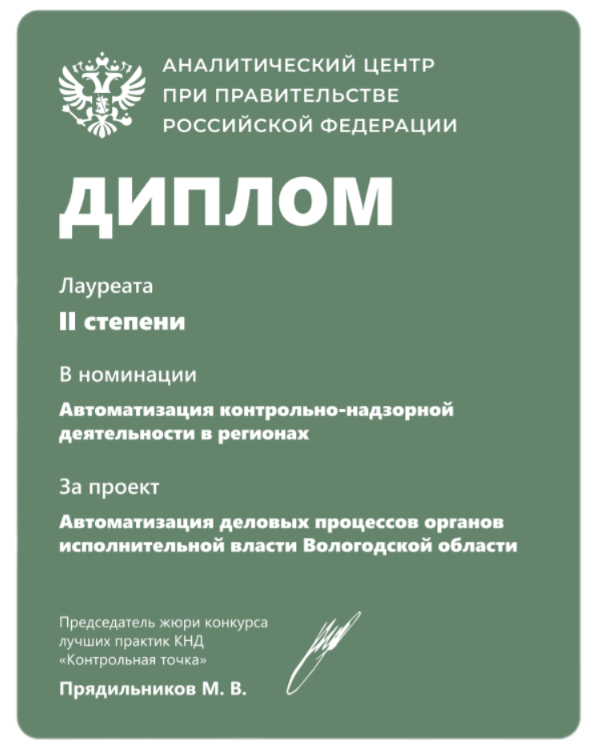 АНАЛИТИЧЕСКИЙ ЦЕНТР
ПРИ ПРАВИТЕЛЬСТВЕ
РОССИЙСКОЙ ФЕДЕРАЦИИ
ДИПЛОМ
Лауреата
II степени
В номинации
Автоматизация контрольно-надзорной
деятельности в регионах
За проект
Автоматизация деловых процессов органов
исполнительной власти Вологодской области
Председатель жюри конкурса
лучших практик КНД
«Контрольная точка»
Прядильников М. В.